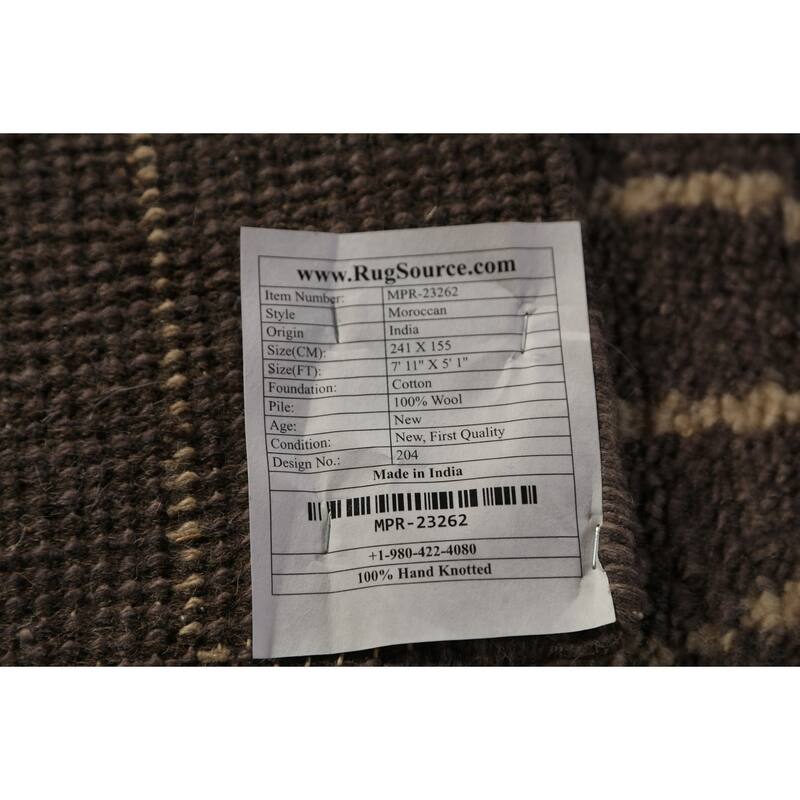 www.RugSource.com
Item Number: MPR-23262
Style Moroccan
Origin India
Size(CM): 241 X 155
Size(FT): 7' 11" X 5' 1"
Foundation: Cotton
Pile: 100% Wool
Age: New
Condition: New, First Quality
Design No.: 204
Made in India
MPR-23262
+1-980-422-4080
100% Hand Knotted